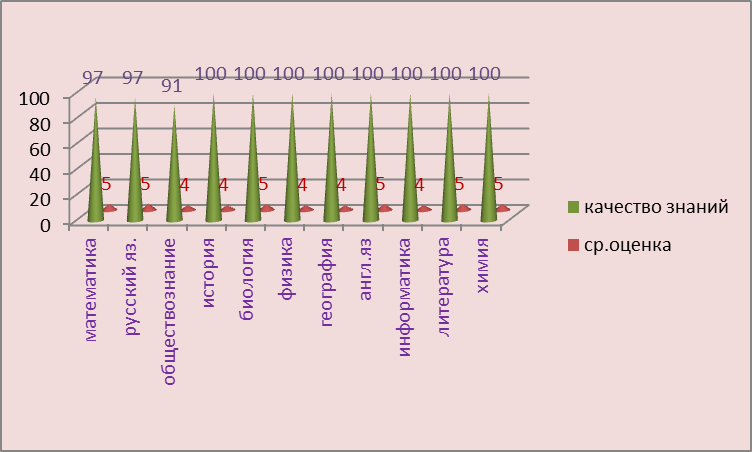 97 97 91 100 100 100 100 100 100 100 100
100
80
60
40
20
0
5 5 4 4 5 4 4 5 4 5 5
математика
русский яз.
обществознание
история
биология
физика
география
англ.яз
информатика
литература
химия
качество знаний
ср.оценка